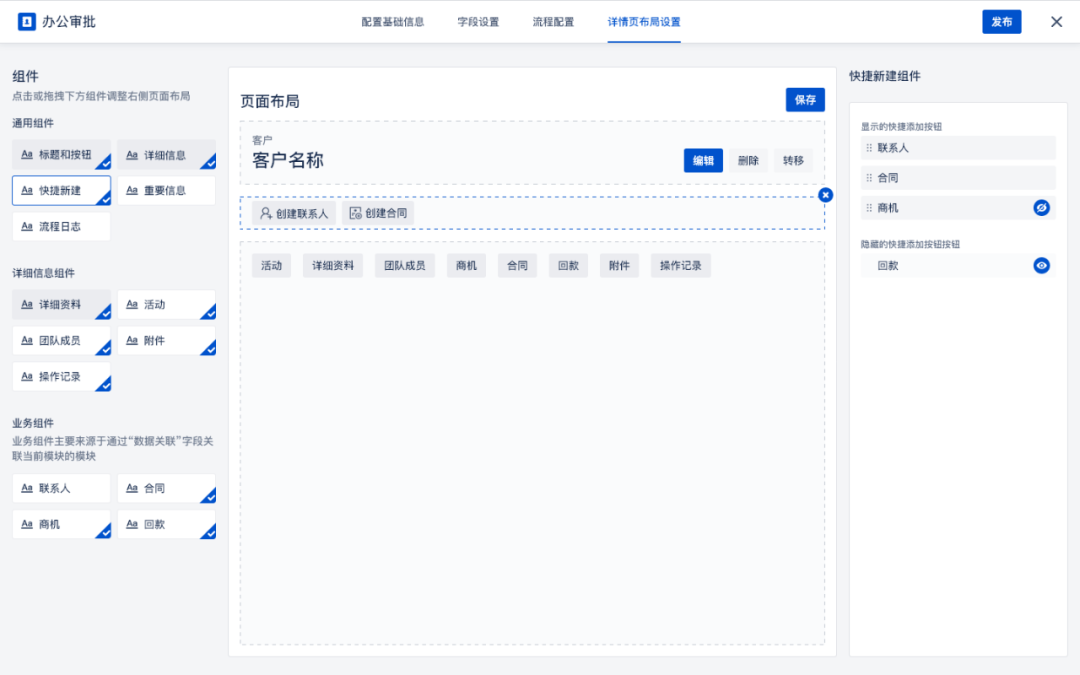 办公审批
配置基础信息
字段设置
流程配置
详情页布局设置
发布
组件
点击或拖拽下方组件调整右侧页面布局
通用组件
Aa 标题和按钮
Aa 详细信息
Aa 快捷新建
Aa 重要信息
Aa 流程日志
详细信息组件
Aa 详细资料
Aa 活动
Aa 团队成员
Aa 附件
Aa 操作记录
业务组件
业务组件主要来源于通过“数据关联”字段关
联当前模块的模块
Aa 联系人
Aa 合同
Aa 商机
Aa 回款
页面布局
保存
客户
客户名称
编辑
删除
转移
创建联系人
创建合同
活动
详细资料
团队成员
商机
合同
回款
附件
操作记录
快捷新建组件
显示的快捷添加按钮
联系人
合同
商机
隐藏的快捷添加按钮按钮
回款